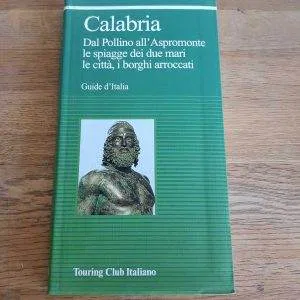 Calabria
Dal Pollino all'Aspromonte
le spiagge dei due mari
le città, i borghi arroccati
Guide d'Italia
Touring Club Italiano